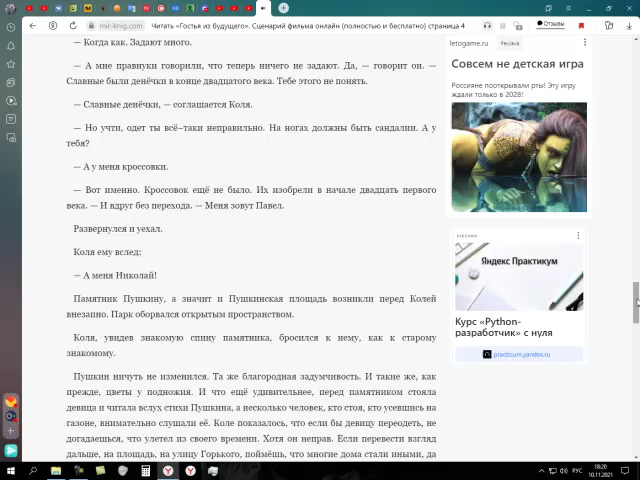 mir-knig.com
Читать «Гостья из будущего». Сценарий фильма онлайн (полностью и бесплатно) страница 4
Отзывы
— Когда как. Задают много.
— А мне правнуки говорили, что теперь ничего не задают. Да, — говорит он. —
Славные были денёчки в конце двадцатого века. Тебе этого не понять.
— Славные денёчки, — соглашается Коля.
— Но учти, одет ты всё–таки неправильно. На ногах должны быть сандалии. А у
тебя?
— А у меня кроссовки.
— Вот именно. Кроссовок ещё не было. Их изобрели в начале двадцать первого
века. — И вдруг без перехода. — Меня зовут Павел.
Развернулся и уехал.
Коля ему вслед:
— А меня Николай!
Памятник Пушкину, а значит и Пушкинская площадь возникли перед Колей
внезапно. Парк оборвался открытым пространством.
Коля, увидев знакомую спину памятника, бросился к нему, как к старому
знакомому.
Пушкин ничуть не изменился. Та же благородная задумчивость. И такие же, как
прежде, цветы у подножия. И что ещё удивительнее, перед памятником стояла
девица и читала вслух стихи Пушкина, а несколько человек, кто стоя, кто усевшись на
газоне, внимательно слушали её. Коле показалось, что если бы девицу переодеть, не
догадаешься, что улетел из своего времени. Хотя он неправ. Если перевести взгляд
дальше, на площадь, на улицу Горького, поймёшь, что многие дома стали иными, да
letogame.ru
Реклама
Совсем не детская игра
Россияне пооткрывали рты! Эту игру
ждали только в 2028!
РЕКЛАМА
Яндекс Практикум
Курс «Python-
разработчик» с нуля
practicum.yandex.ru
РУС
18:20
10.11.2021